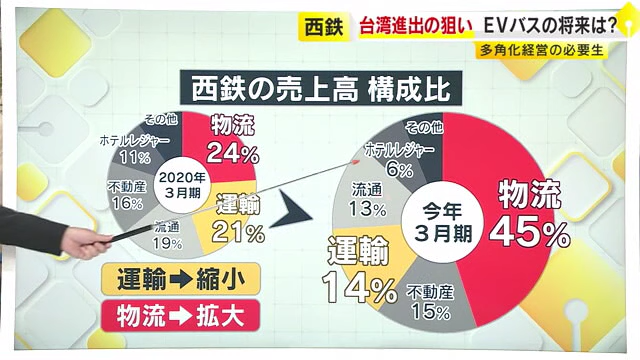 西鉄 台湾進出の狙い EVバスの将来は?
多角化経営の必要性
西鉄の売上高 構成比
その他
物流
24%
ホテルレジャー
11%
2020年
3月期
不動産
16%
運輸
21%
流通
19%
その他
ホテルレジャー
6%
流通
13%
物流
45%
今年
3月期
運輸
14%
不動産
15%
運輸➡縮小
物流➡拡大